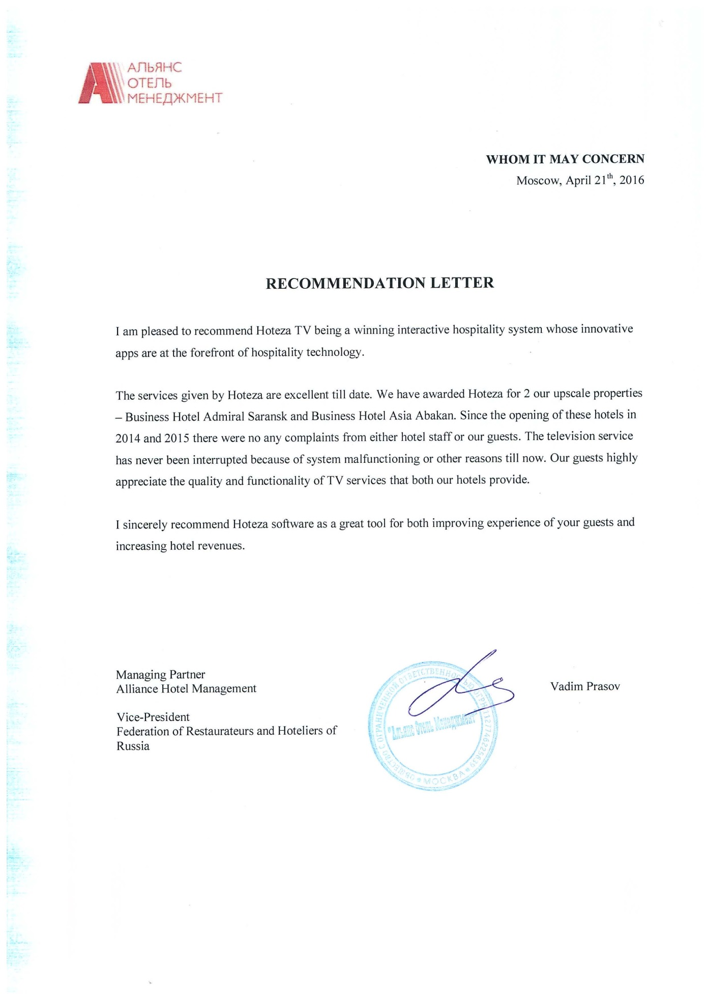 АЛЬЯНС
ОТЕЛЬ
МЕНЕДЖМЕНТ
WHOM IT MAY CONCERN
Moscow, April 21th, 2016
RECOMMENDATION LETTER
I am pleased to recommend Hoteza TV being a winning interactive hospitality system whose innovative
apps are at the forefront of hospitality technology.
The services given by Hoteza are excellent till date. We have awarded Hoteza for 2 our upscale properties
– Business Hotel Admiral Saransk and Business Hotel Asia Abakan. Since the opening of these hotels in
2014 and 2015 there were no any complaints from either hotel staff or our guests. The television service
has never been interrupted because of system malfunctioning or other reasons till now. Our guests highly
appreciate the quality and functionality of TV services that both our hotels provide.
I sincerely recommend Hoteza software as a great tool for both improving experience of your guests and
increasing hotel revenues.
Managing Partner
Alliance Hotel Management
Vadim Prasov
Vice-President
Federation of Restaurateurs and Hoteliers of
Russia
ОБЩЕСТВО С ОГРАНИЧЕННОЙ ОТВЕТСТВЕННОСТЬЮ ОГРН 1127746225639
"Альянс Отель Менеджмент"
* МОСКВА *